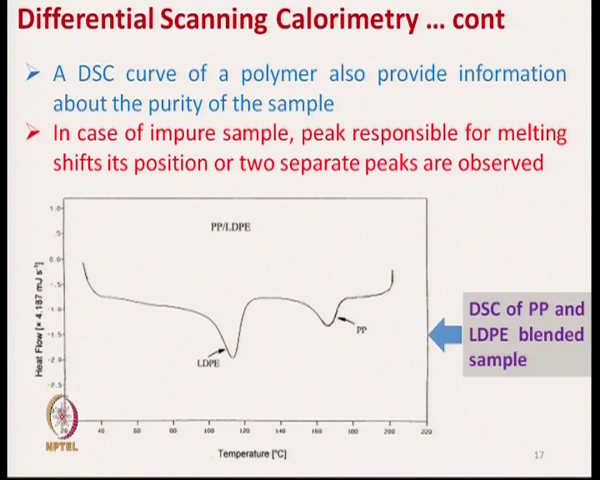 Differential Scanning Calorimetry ... cont
A DSC curve of a polymer also provide information
about the purity of the sample
In case of impure sample, peak responsible for melting
shifts its position or two separate peaks are observed
PP/LDPE
1.0
.5
0.0
-.5
-1.0
-1.5
-2.0
-2.5
Heat Flow [× 4.187 mJ s⁻¹]
LDPE
PP
DSC of PP and
LDPE blended
sample
20 40 60 80 100 120 140 160 180 200 220
Temperature [°C]
NPTEL
17